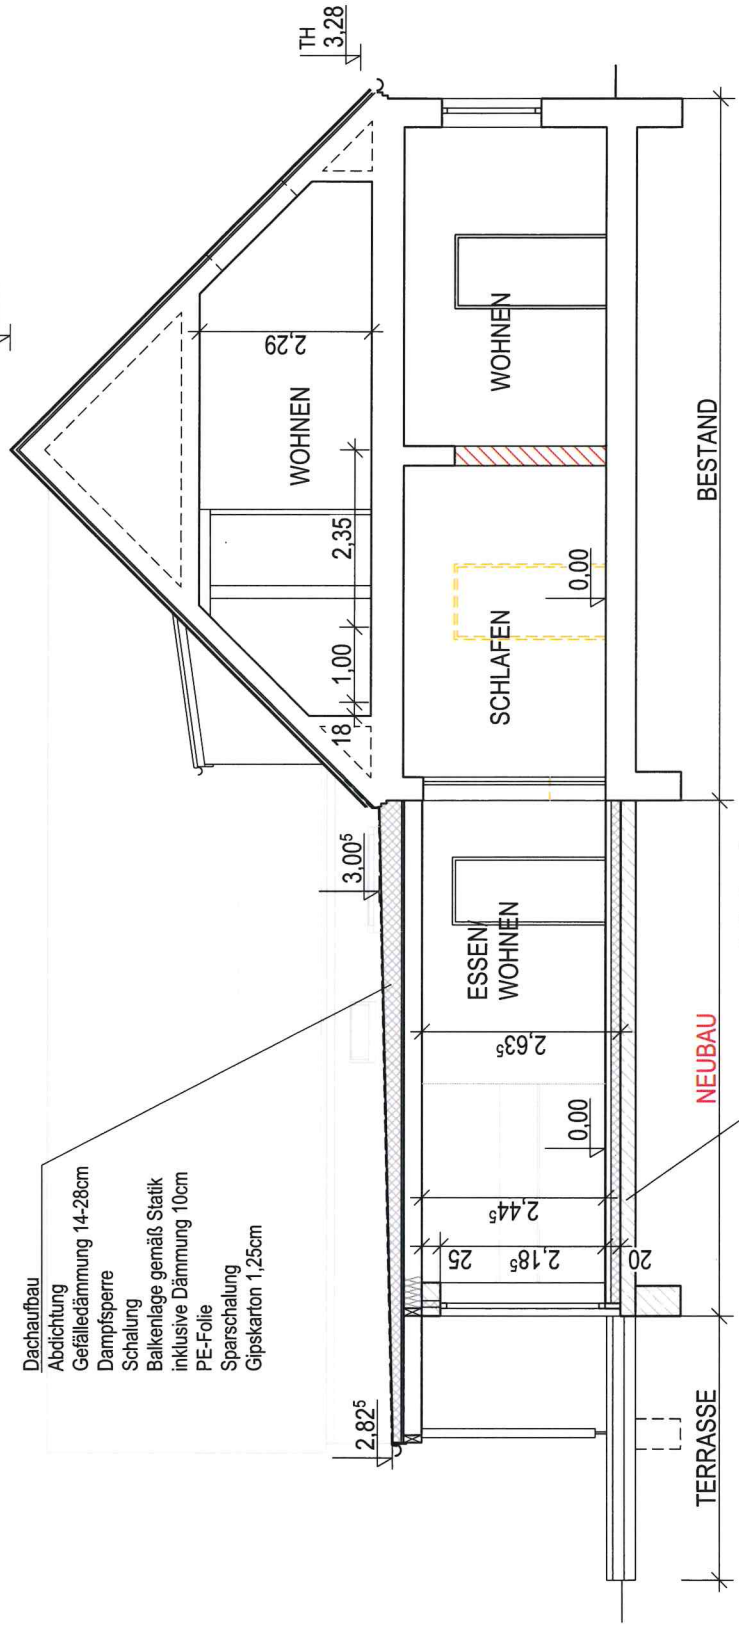 Dachaufbau
Abdichtung
Gefälledämmung 14-28cm
Dampfsperre
Schalung
Balkenlage gemäß Statik
inklusive Dämmung 10cm
PE-Folie
Sparschalung
Gipskarton 1,25cm
TH
3,28
2,29
WOHNEN
2,35
1,00
18
3,00⁵
2,82⁵
ESSEN/
WOHNEN
SCHLAFEN
WOHNEN
2,63⁵
2,44⁵
25
2,18⁵
20
0,00
0,00
TERRASSE
NEUBAU
BESTAND